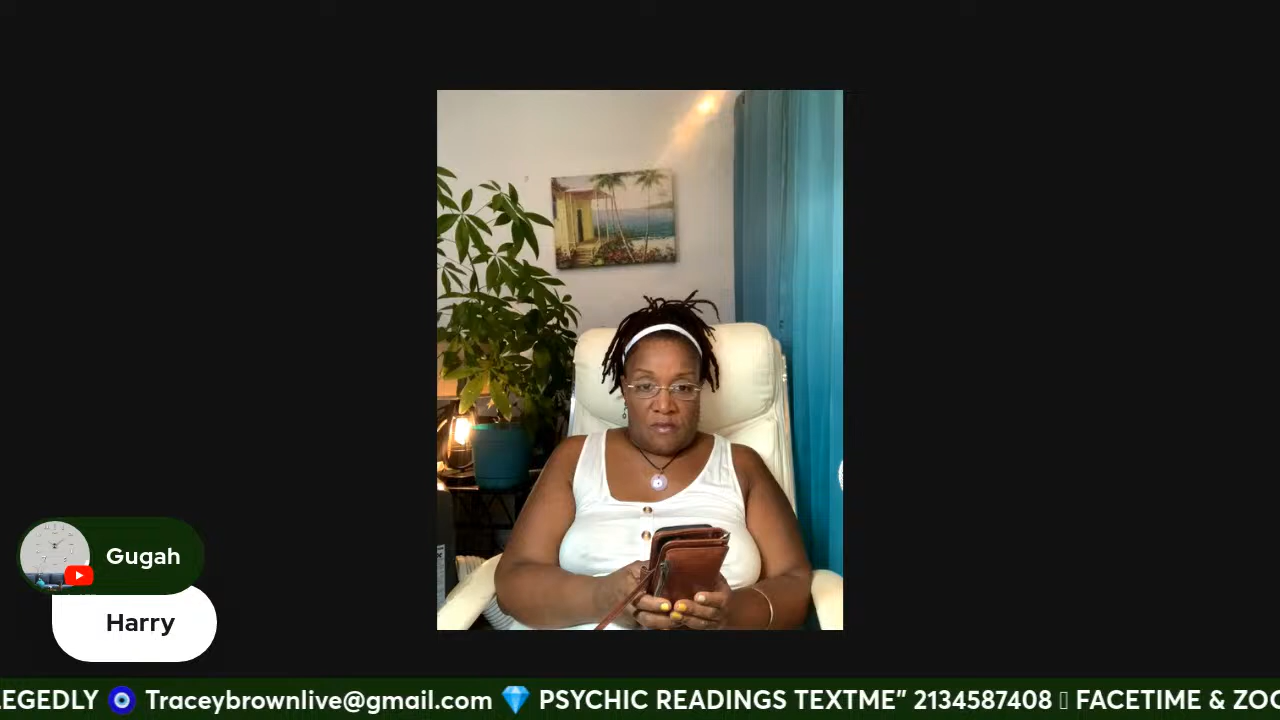 Gugah
Harry
EGEDLY 🧿 Traceybrownlive@gmail.com 💎 PSYCHIC READINGS TEXTME” 2134587408 ▯ FACETIME & ZOO